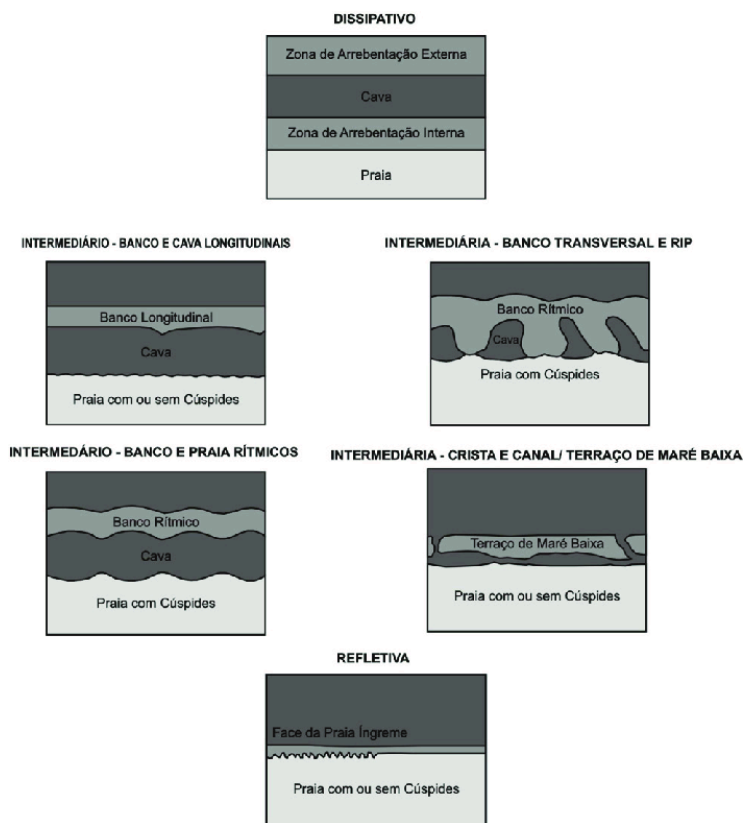 DISSIPATIVO
Zona de Arrebentação Externa
Cava
Zona de Arrebentação Interna
Praia
INTERMEDIÁRIO - BANCO E CAVA LONGITUDINAIS
Banco Longitudinal
Cava
Praia com ou sem Cúspides
INTERMEDIÁRIA - BANCO TRANSVERSAL E RIP
Banco Rítmico
Cava
Praia com Cúspides
INTERMEDÁRIO - BANCO E PRAIA RÍTMICOS
Banco Rítmico
Cava
Praia com Cúspides
INTERMEDIÁRIA - CRISTA E CANAL/ TERRAÇO DE MARÉ BAIXA
Terraço de Maré Baixa
Praia com ou sem Cúspides
REFLETIVA
Face da Praia Íngreme
Praia com ou sem Cúspides